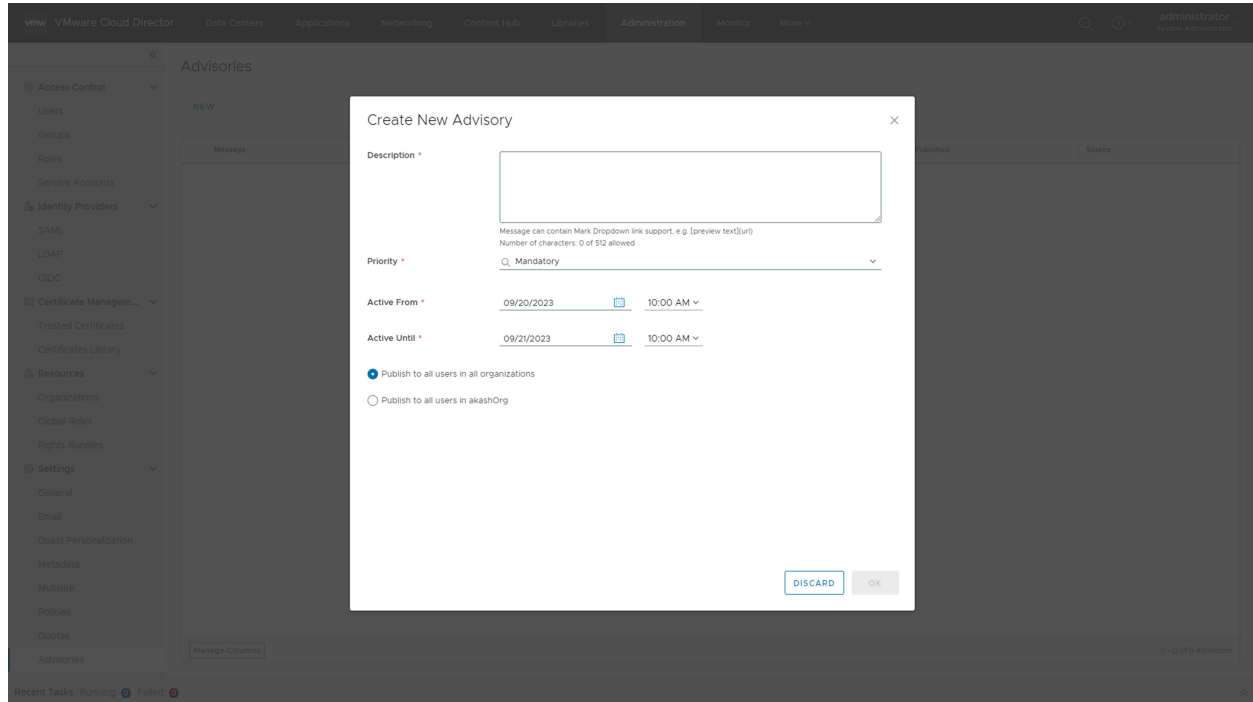 vmw VMware Cloud Director Data Centers Applications Networking Content Hub Libraries Administration Monitor More administrator
System Administrator
Advisories
Access Control
Users
Groups
Roles
Service Accounts
Identity Providers
SAML
LDAP
OIDC
Certificate Managem...
Trusted Certificates
Certificates Library
Resources
Organizations
Global Roles
Rights Bundles
Settings
General
Email
Guest Personalization
Metadata
Multisite
Policies
Quotas
Advisories
NEW
Message Published Source
Create New Advisory
Description *
Message can contain Mark Dropdown link support, e.g. [preview text](url)
Number of characters: 0 of 512 allowed
Priority * Mandatory
Active From * 09/20/2023 10:00 AM
Active Until * 09/21/2023 10:00 AM
Publish to all users in all organizations
Publish to all users in akashOrg
DISCARD OK
Manage Columns 0 - 0 of 0 Advisories
Recent Tasks Running: 0 Failed: 0